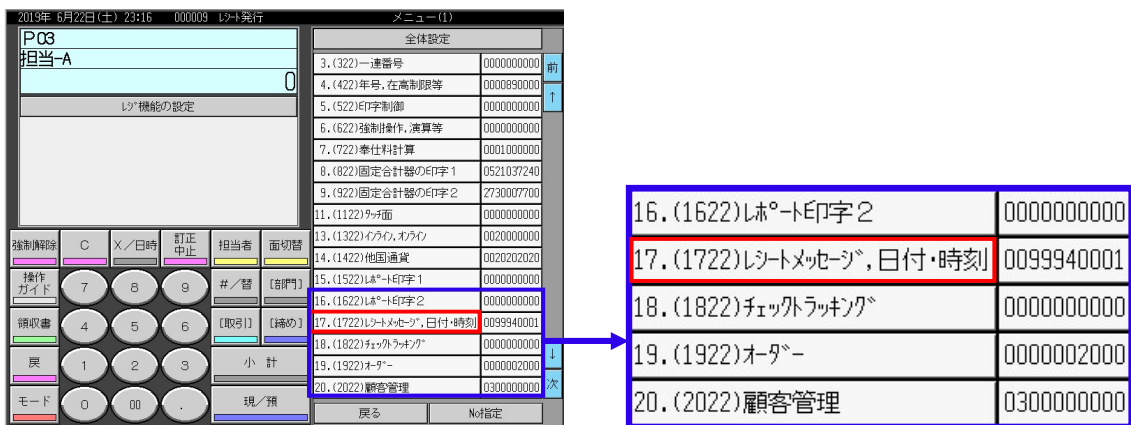 2019年 6月22日(土) 23:16 000009 ﾚｼｰﾄ発行 メニュー(1)
P03
担当-A
0
ﾚｼﾞ機能の設定
全体設定
3.(322)一連番号 0000000000
4.(422)年号,在高制限等 0000890000
5.(522)印字制御 0000000000
6.(622)強制操作,演算等 0000000000
7.(722)奉仕料計算 0001000000
8.(822)固定合計器の印字1 0521037240
9.(922)固定合計器の印字2 2730007700
11.(1122)ﾀｯﾁ面 0000000000
13.(1322)ｲﾝﾗｲﾝ,ｵﾝﾗｲﾝ 0020000000
14.(1422)他国通貨 0020202020
15.(1522)ﾚﾎﾟｰﾄ印字1 0000000000
16.(1622)ﾚﾎﾟｰﾄ印字2 0000000000
17.(1722)ﾚｼｰﾄﾒｯｾｰｼﾞ,日付・時刻 0099940001
18.(1822)ﾁｪｯｸﾄﾗｯｷﾝｸﾞ 0000000000
19.(1922)ｵｰﾀﾞｰ 0000002000
20.(2022)顧客管理 0300000000
前
↑
↓
次
戻る No指定
強制解除 C ×/日時 訂正中止 担当者 面切替
操作ガイド 7 8 9 #/替 [部門]
領収書 4 5 6 [取引] [締め]
戻 1 2 3 小 計
モード 0 00 . 現/預
16.(1622)ﾚﾎﾟｰﾄ印字2 0000000000
17.(1722)ﾚｼｰﾄﾒｯｾｰｼﾞ,日付・時刻 0099940001
18.(1822)ﾁｪｯｸﾄﾗｯｷﾝｸﾞ 0000000000
19.(1922)ｵｰﾀﾞｰ 0000002000
20.(2022)顧客管理 0300000000